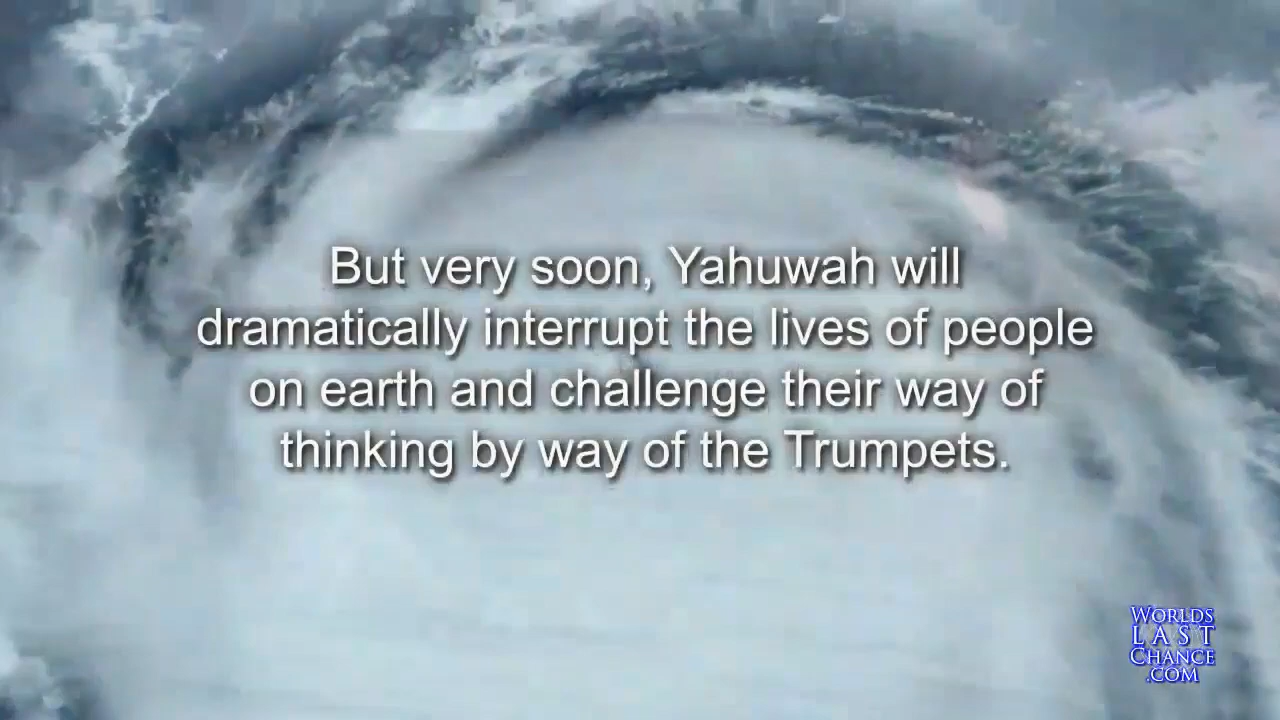 But very soon, Yahuwah will
dramatically interrupt the lives of people
on earth and challenge their way of
thinking by way of the Trumpets.
WORLDS
LAST
CHANCE
.COM